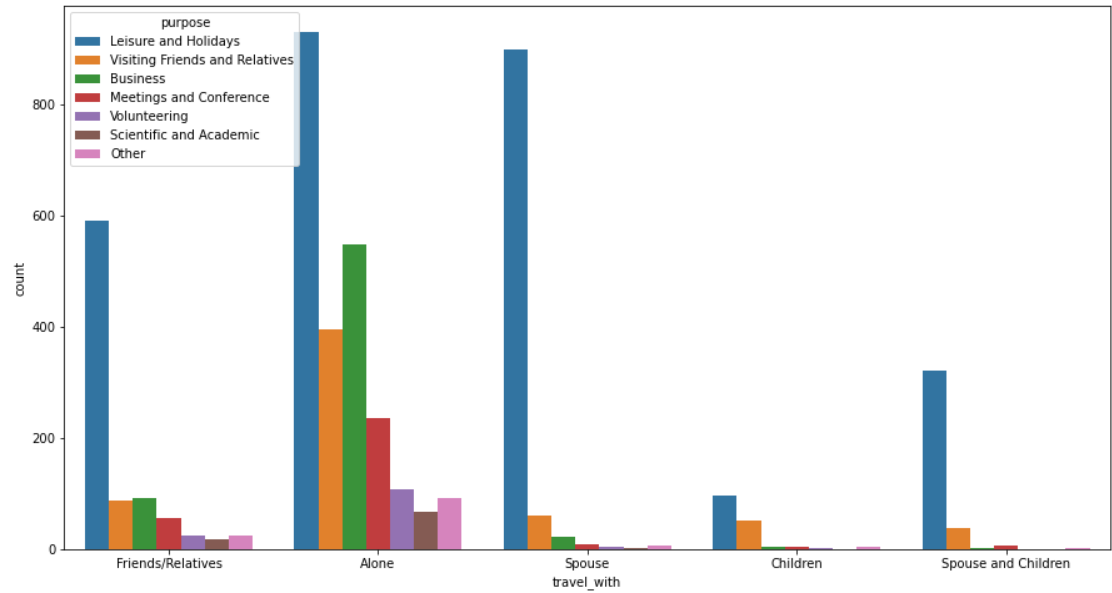 purpose
Leisure and Holidays
Visiting Friends and Relatives
Business
Meetings and Conference
Volunteering
Scientific and Academic
Other
800
600
400
200
0
count
Friends/Relatives
Alone
Spouse
Children
Spouse and Children
travel_with